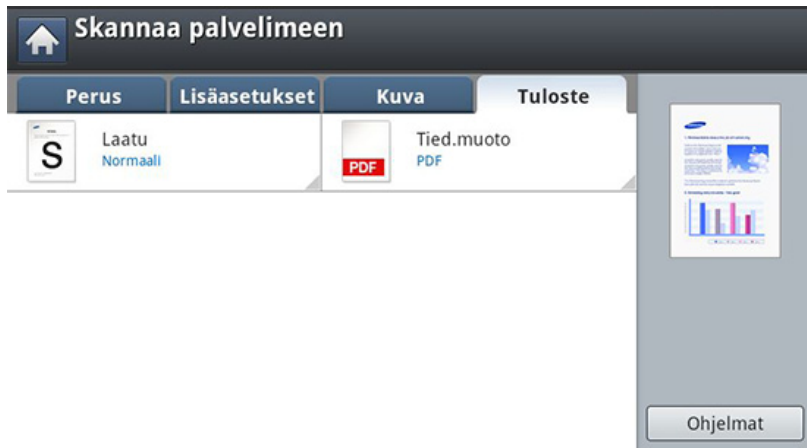 Skannaa palvelimeen
Perus
Lisäasetukset
Kuva
Tuloste
S
Laatu
Normaali
PDF
Tied.muoto
PDF
Ohjelmat